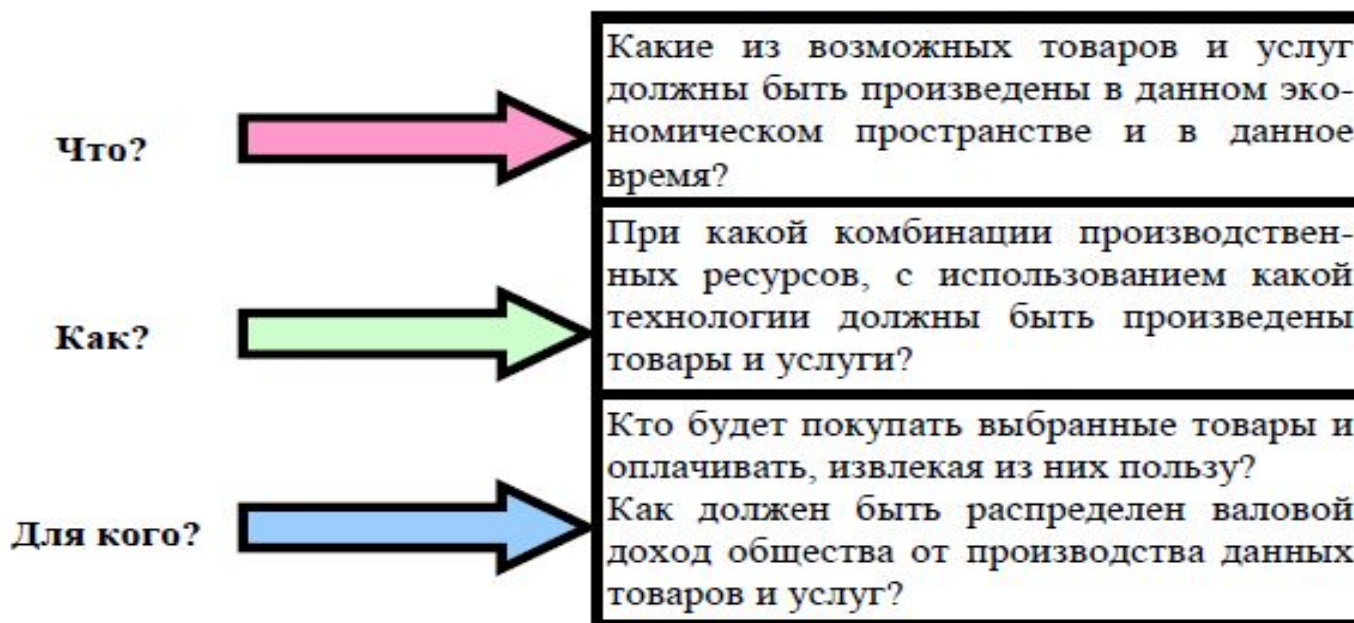 Что?
Какие из возможных товаров и услуг
должны быть произведены в данном эко-
номическом пространстве и в данное
время?
Как?
При какой комбинации производствен-
ных ресурсов, с использованием какой
технологии должны быть произведены
товары и услуги?
Для кого?
Кто будет покупать выбранные товары и
оплачивать, извлекая из них пользу?
Как должен быть распределен валовой
доход общества от производства данных
товаров и услуг?